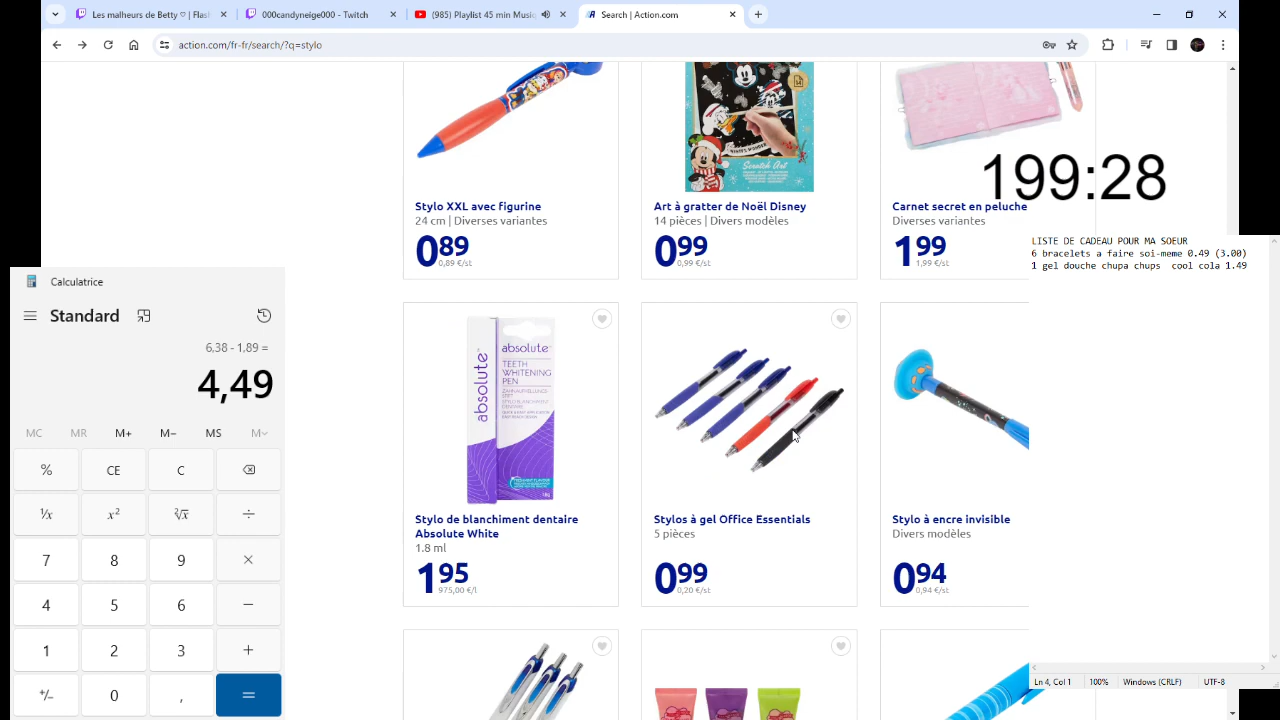 Les malheurs de Betty ♡ | Flash
000candyneige000 - Twitch
(985) Playlist 45 min Music
Search | Action.com
action.com/fr-fr/search/?q=stylo
Scratch Art
199:28
Stylo XXL avec figurine
24 cm | Diverses variantes
0 89
0,89 €/st
Art à gratter de Noël Disney
14 pièces | Divers modèles
0 99
0,99 €/st
Carnet secret en peluche
Diverses variantes
1 99
1,99 €/st
LISTE DE CADEAU POUR MA SOEUR
6 bracelets a faire soi-meme 0.49 (3.00)
1 gel douche chupa chups  cool cola 1.49
Calculatrice
Standard
6,38 - 1,89 =
4,49
MC MR M+ M− MS M
% CE C
¹/x x² ²√x ÷
7 8 9 ×
4 5 6 −
1 2 3 +
+/− 0 , =
absolute
absolute
TEETH
WHITENING
PEN
Stylo de blanchiment dentaire
Absolute White
1.8 ml
1 95
975,00 €/l
Stylos à gel Office Essentials
5 pièces
0 99
0,20 €/st
Stylo à encre invisible
Divers modèles
0 94
0,94 €/st
Ln 4, Col 1
100%
Windows (CRLF)
UTF-8